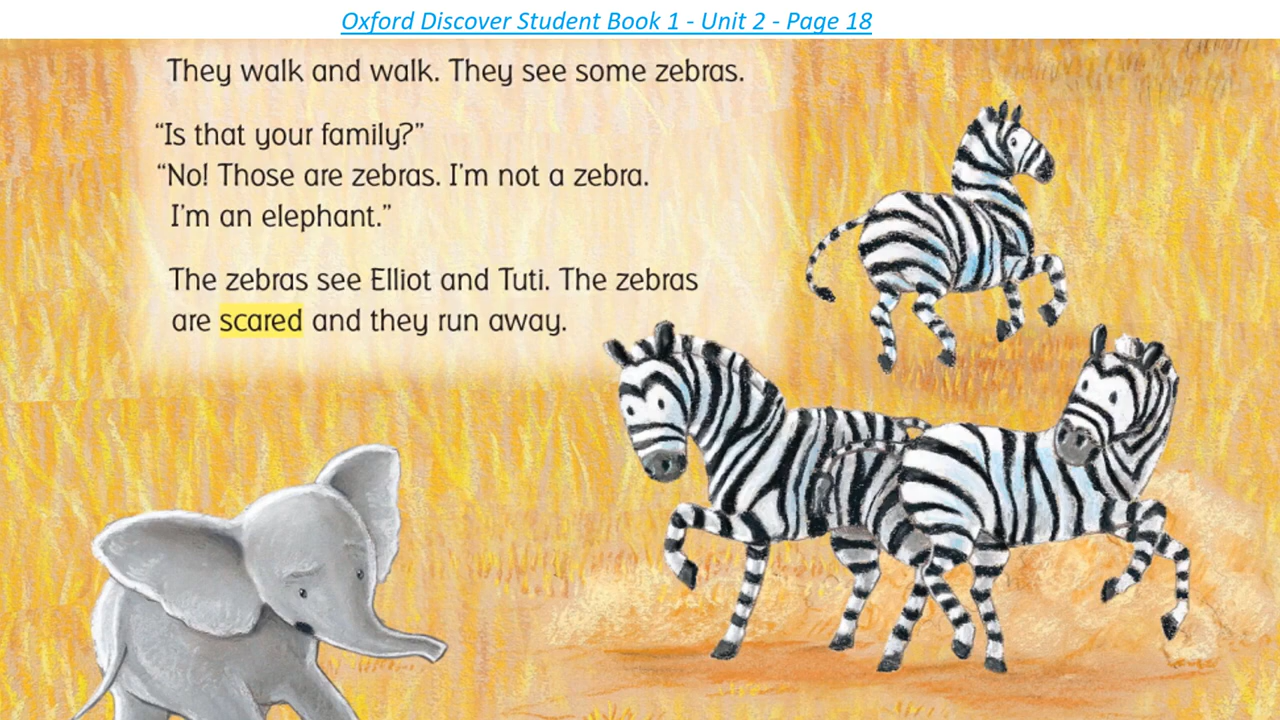 Oxford Discover Student Book 1 - Unit 2 - Page 18
They walk and walk. They see some zebras.
“Is that your family?”
“No! Those are zebras. I’m not a zebra.
I’m an elephant.”
The zebras see Elliot and Tuti. The zebras
are scared and they run away.